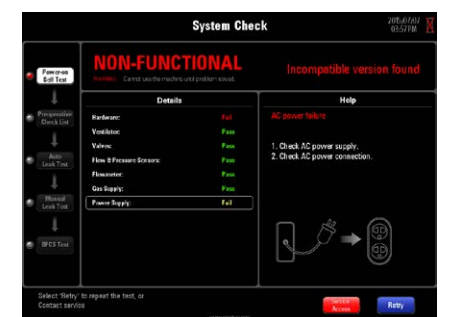 System Check
2015/07/07
03:57PM
NON-FUNCTIONAL
Warning: Cannot use the machine until problem solved.
Incompatible version found
Power-on
Self Test
Preoperative
Check List
Auto
Leak Test
Manual
Leak Test
BFCS Test
Details
Hardware: Fail
Ventilator: Pass
Valves: Pass
Flow & Pressure Sensors: Pass
Flowmeter: Pass
Gas Supply: Pass
Power Supply: Fail
Help
AC power failure
1. Check AC power supply.
2. Check AC power connection.
Select 'Retry' to repeat the test, or
Contact service
Service
Access
Retry